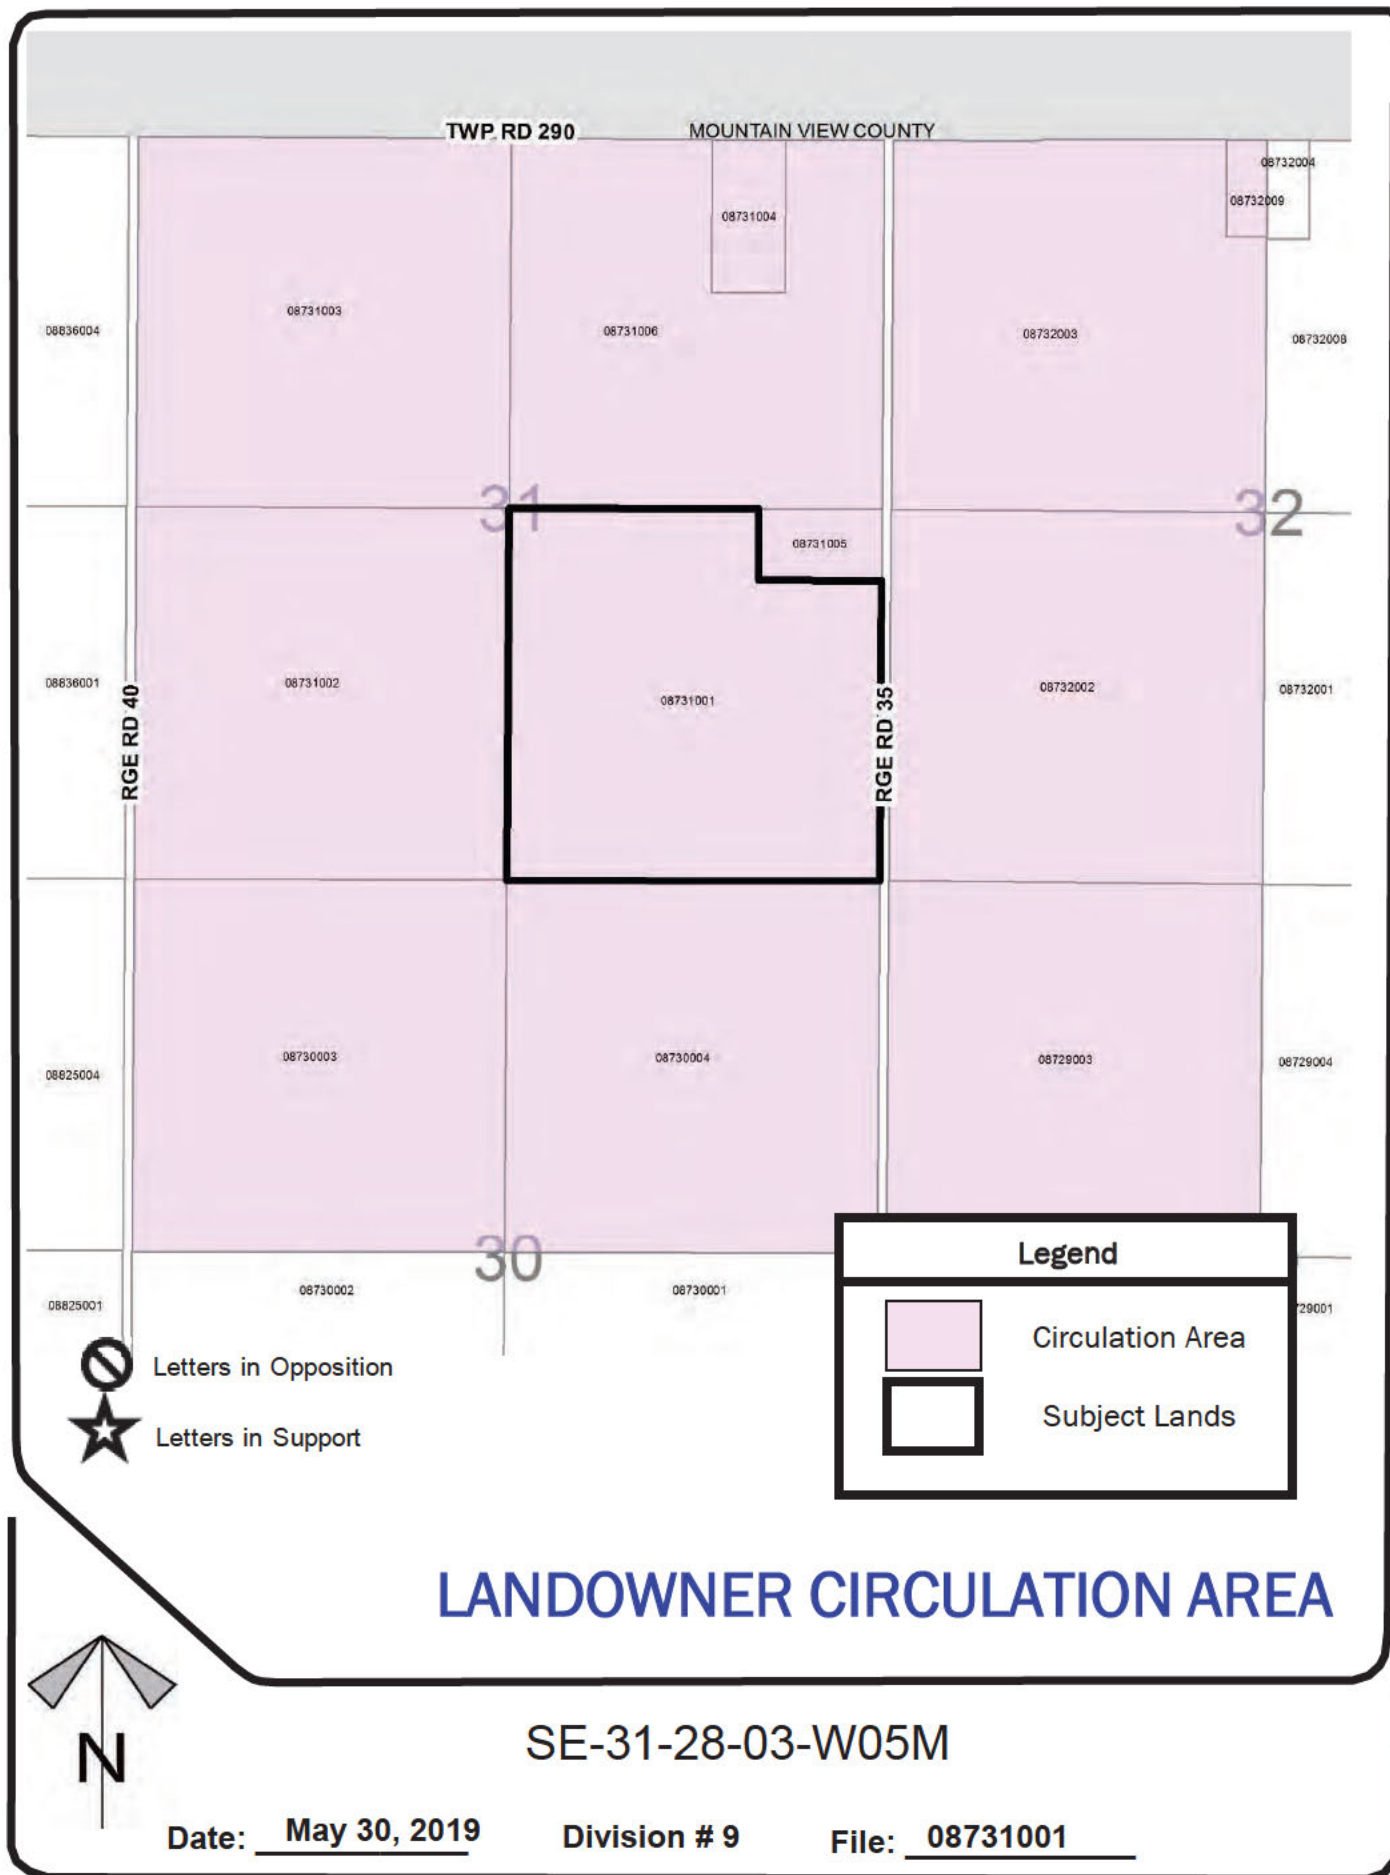 TWP RD 290
MOUNTAIN VIEW COUNTY
08732004
08732009
08731004
08731003
08836004
08731006
08732003
08732008
31
32
08731005
08836001
08731002
08731001
08732002
08732001
RGE RD 40
RGE RD 35
08825004
08730003
08730004
08729003
08729004
30
08825001
08730002
08730001
29001
Legend
Circulation Area
Subject Lands
Letters in Opposition
Letters in Support
LANDOWNER CIRCULATION AREA
N
SE-31-28-03-W05M
Date: May 30, 2019 Division # 9 File: 08731001